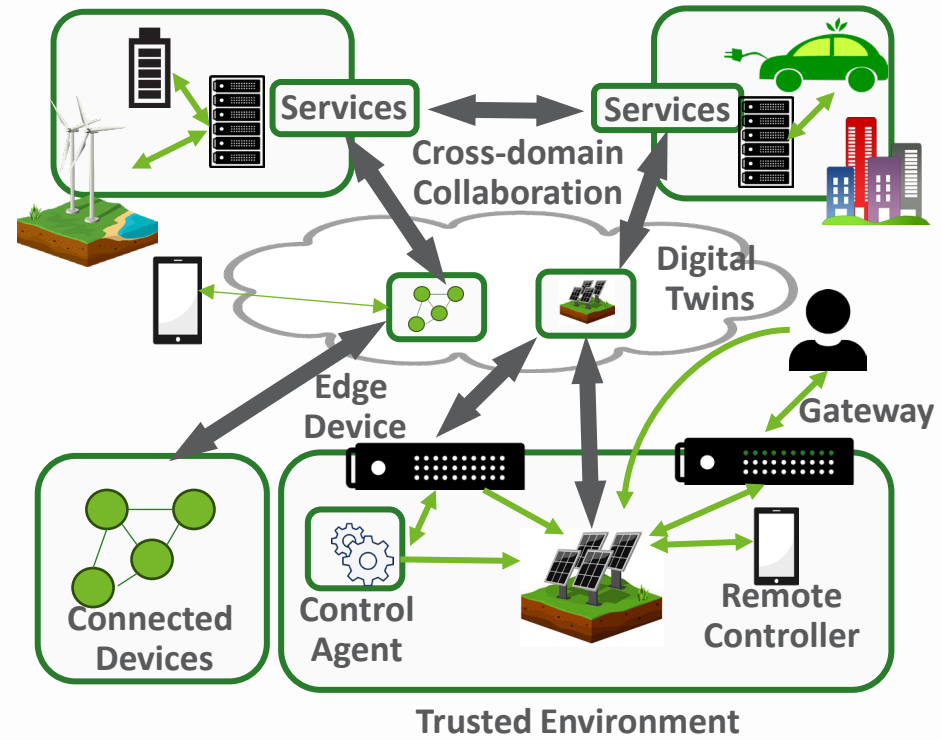 Services
Services
Cross-domain
Collaboration
Digital
Twins
Edge
Device
Gateway
Connected
Devices
Control
Agent
Remote
Controller
Trusted Environment